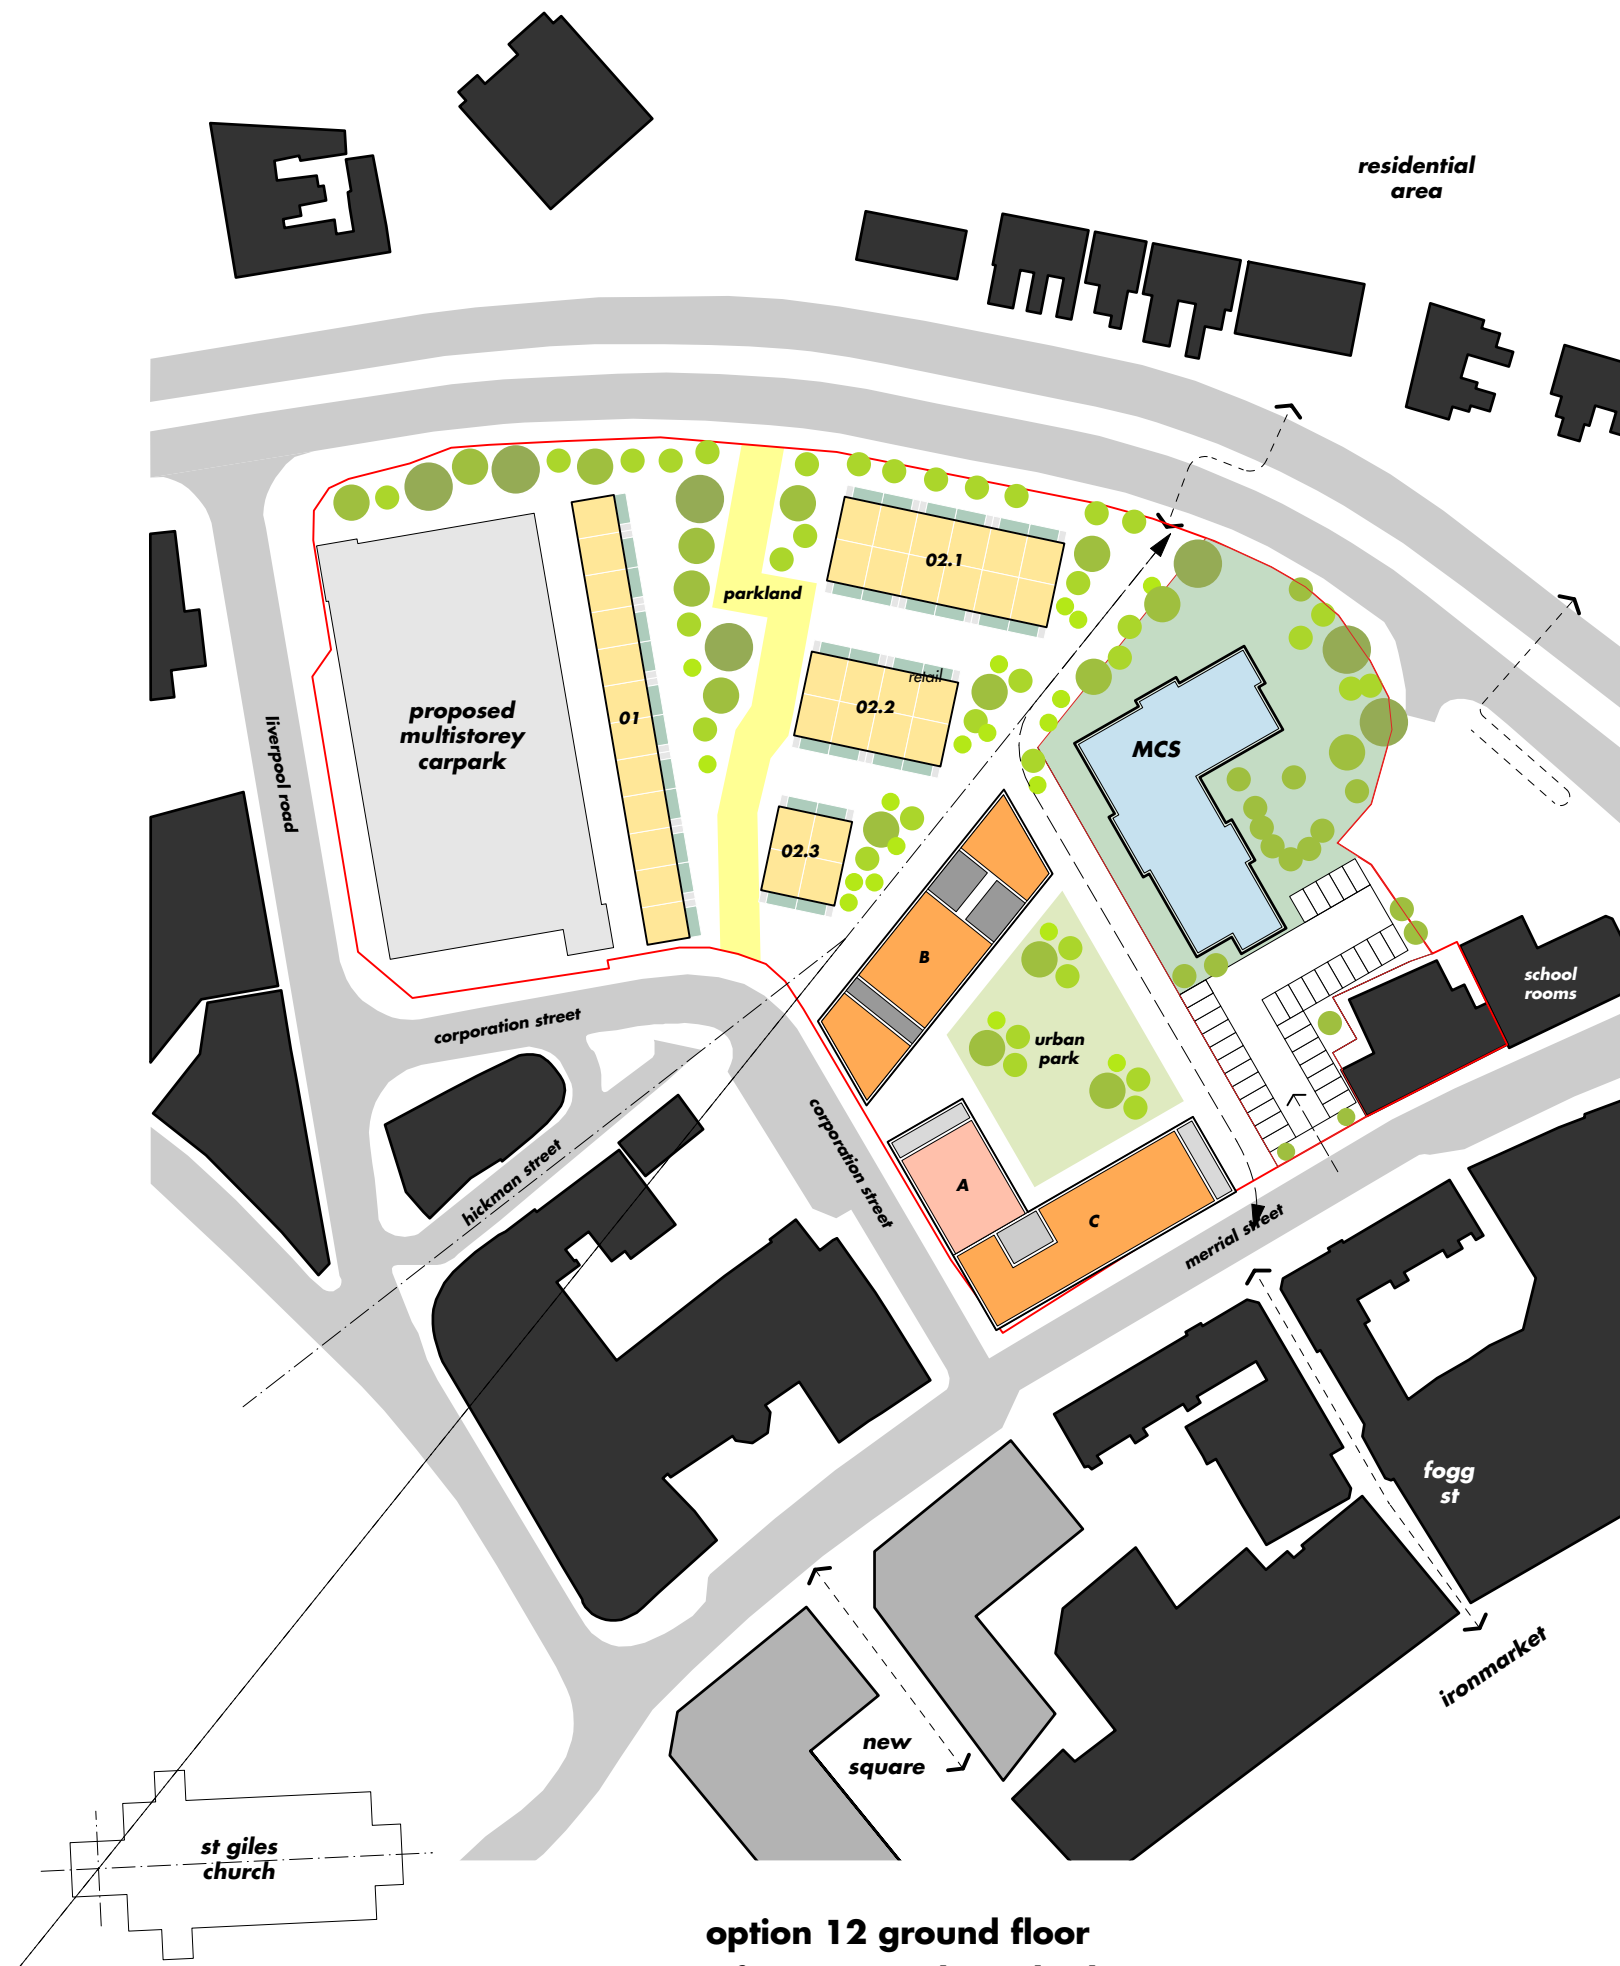 residential
area
02.1
parkland
retail
02.2
01
proposed
multistorey
carpark
MCS
liverpool road
02.3
B
school
rooms
corporation street
urban
park
corporation street
hickman street
A
C
merrial street
fogg
st
ironmarket
new
square
st giles
church
option 12 ground floor